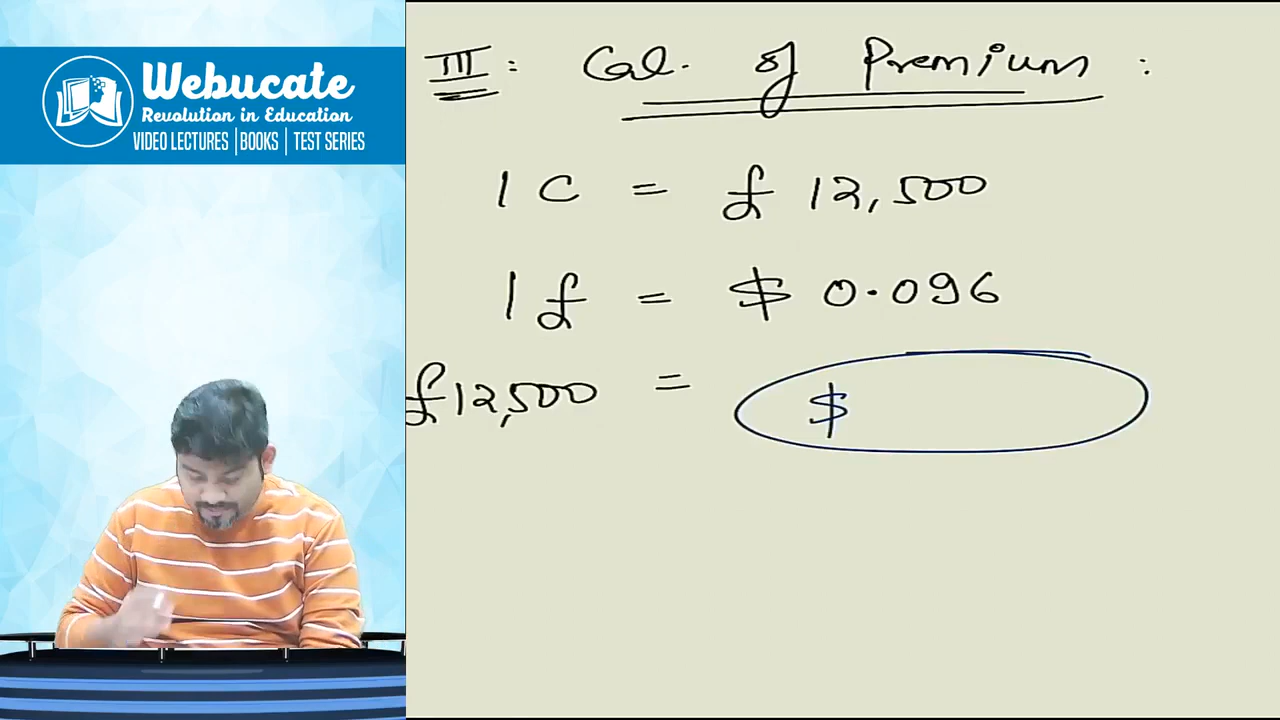 Webucate
Revolution in Education
VIDEO LECTURES | BOOKS | TEST SERIES
III : Cal. of Premium :
1 C = £ 12,500
1 £ = $ 0.096
£12,500 = $